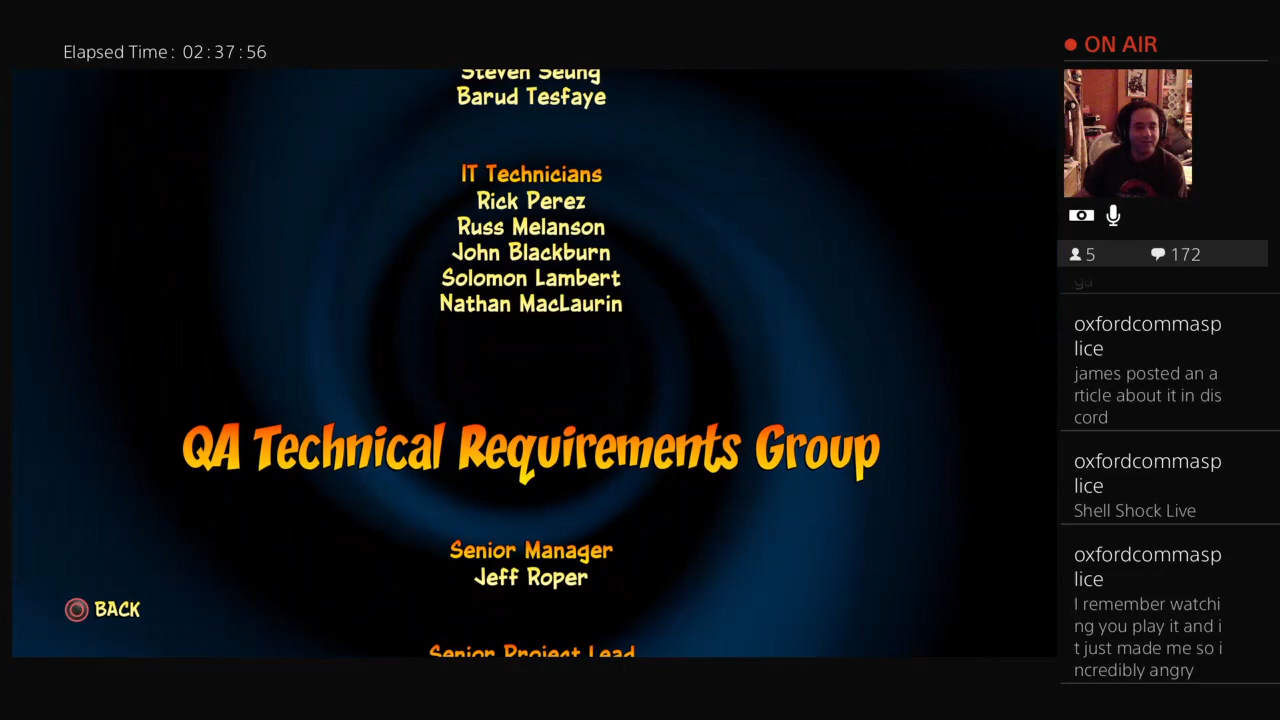 Elapsed Time: 02:37:56
ON AIR
Steven Seung
Barud Tesfaye
IT Technicians
Rick Perez
Russ Melanson
John Blackburn
Solomon Lambert
Nathan MacLaurin
QA Technical Requirements Group
Senior Manager
Jeff Roper
Senior Project Lead
BACK
5
172
ga
oxfordcommasp
lice
james posted an a
rticle about it in dis
cord
oxfordcommasp
lice
Shell Shock Live
oxfordcommasp
lice
I remember watchi
ng you play it and i
t just made me so i
ncredibly angry